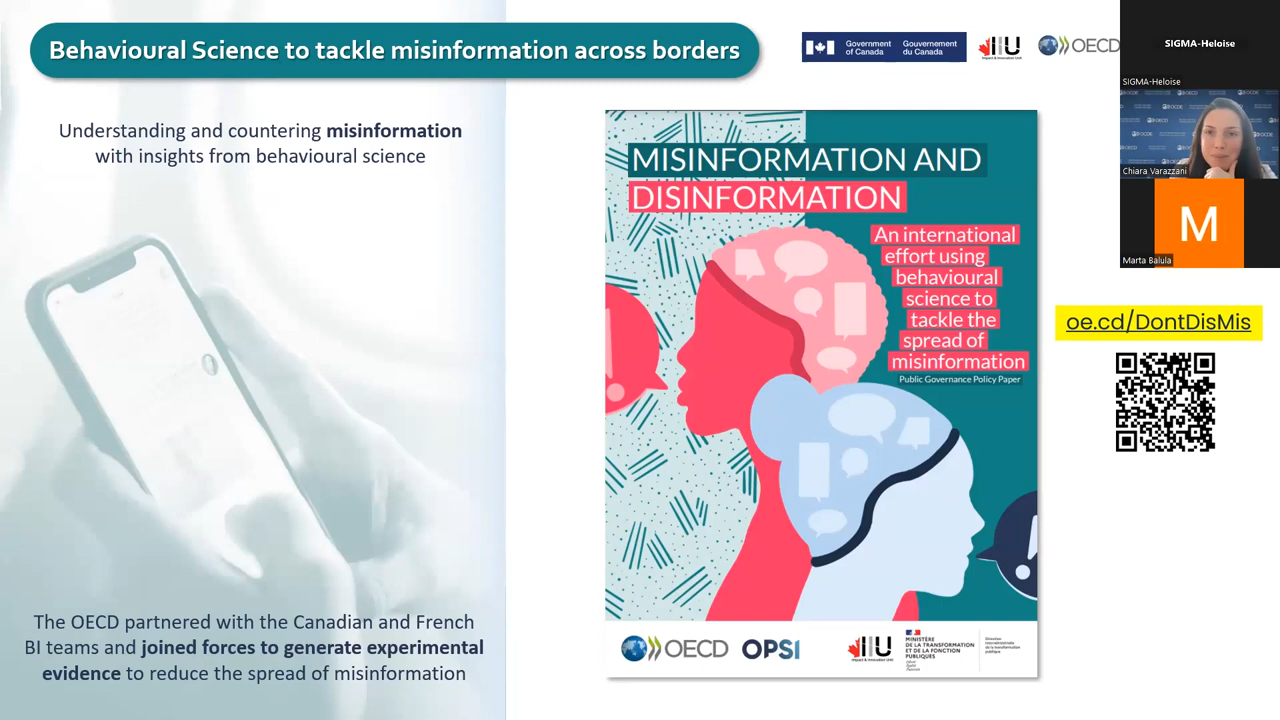 Behavioural Science to tackle misinformation across borders
Government of Canada
Gouvernement du Canada
IIU
Impact & Innovation Unit
OECD
SIGMA-Heloise
SIGMA-Heloise
Chiara Varazzani
M
Marta Balula
Understanding and countering misinformation
with insights from behavioural science
MISINFORMATION AND
DISINFORMATION
An international
effort using
behavioural
science to
tackle the
spread of
misinformation
Public Governance Policy Paper
oe.cd/DontDisMis
The OECD partnered with the Canadian and French
BI teams and joined forces to generate experimental
evidence to reduce the spread of misinformation
OECD
OPSI
IIU
Impact & Innovation Unit
MINISTÈRE
DE LA TRANSFORMATION
ET DE LA FONCTION
PUBLIQUES